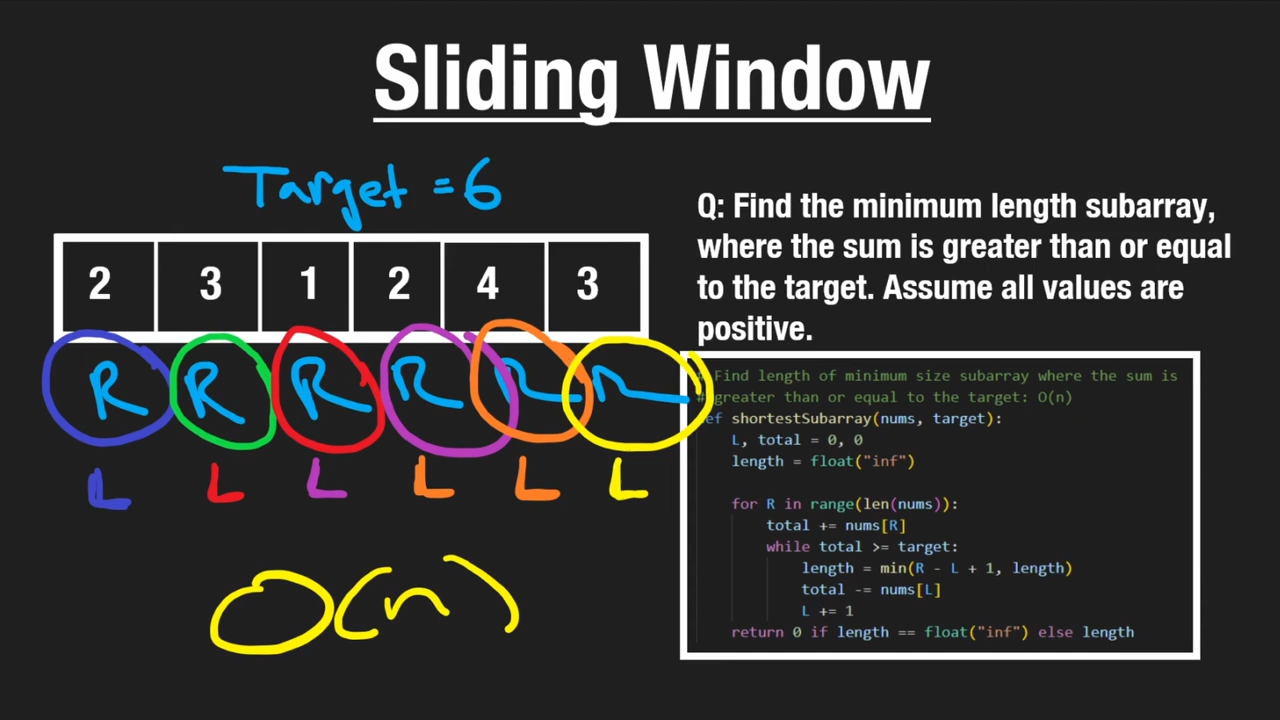 Sliding Window
Target = 6
2 3 1 2 4 3
R R R R R R
L L L L L L
O(n)
Q: Find the minimum length subarray,
where the sum is greater than or equal
to the target. Assume all values are
positive.
Find length of minimum size subarray where the sum is
# greater than or equal to the target: O(n)
def shortestSubarray(nums, target):
L, total = 0, 0
length = float("inf")
for R in range(len(nums)):
total += nums[R]
while total >= target:
length = min(R - L + 1, length)
total -= nums[L]
L += 1
return 0 if length == float("inf") else length